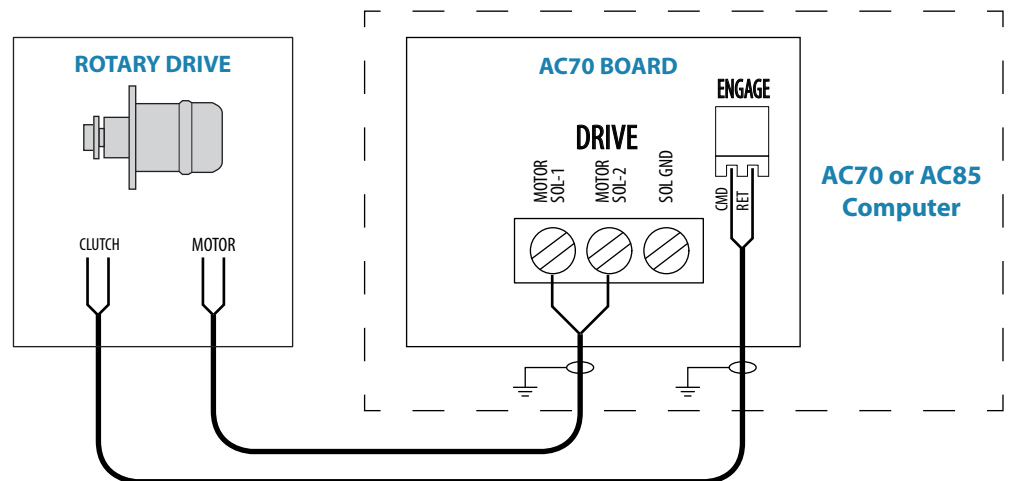 ROTARY DRIVE
CLUTCH
MOTOR
AC70 BOARD
ENGAGE
DRIVE
MOTOR
SOL-1
MOTOR
SOL-2
SOL GND
CMD
RET
AC70 or AC85
Computer